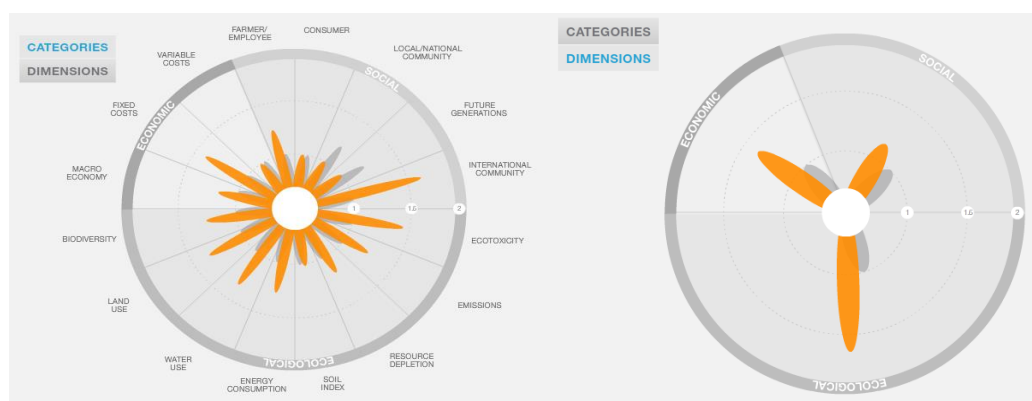 CATEGORIES
DIMENSIONS
FARMER/
EMPLOYEE
CONSUMER
LOCAL/NATIONAL
COMMUNITY
FUTURE
GENERATIONS
INTERNATIONAL
COMMUNITY
ECOTOXICITY
EMISSIONS
RESOURCE
DEPLETION
SOIL
INDEX
ENERGY
CONSUMPTION
WATER
USE
LAND
USE
BIODIVERSITY
MACRO
ECONOMY
FIXED
COSTS
VARIABLE
COSTS
ECONOMIC
SOCIAL
ECOLOGICAL
1
1.5
2
CATEGORIES
DIMENSIONS
ECONOMIC
SOCIAL
ECOLOGICAL
1
1.5
2